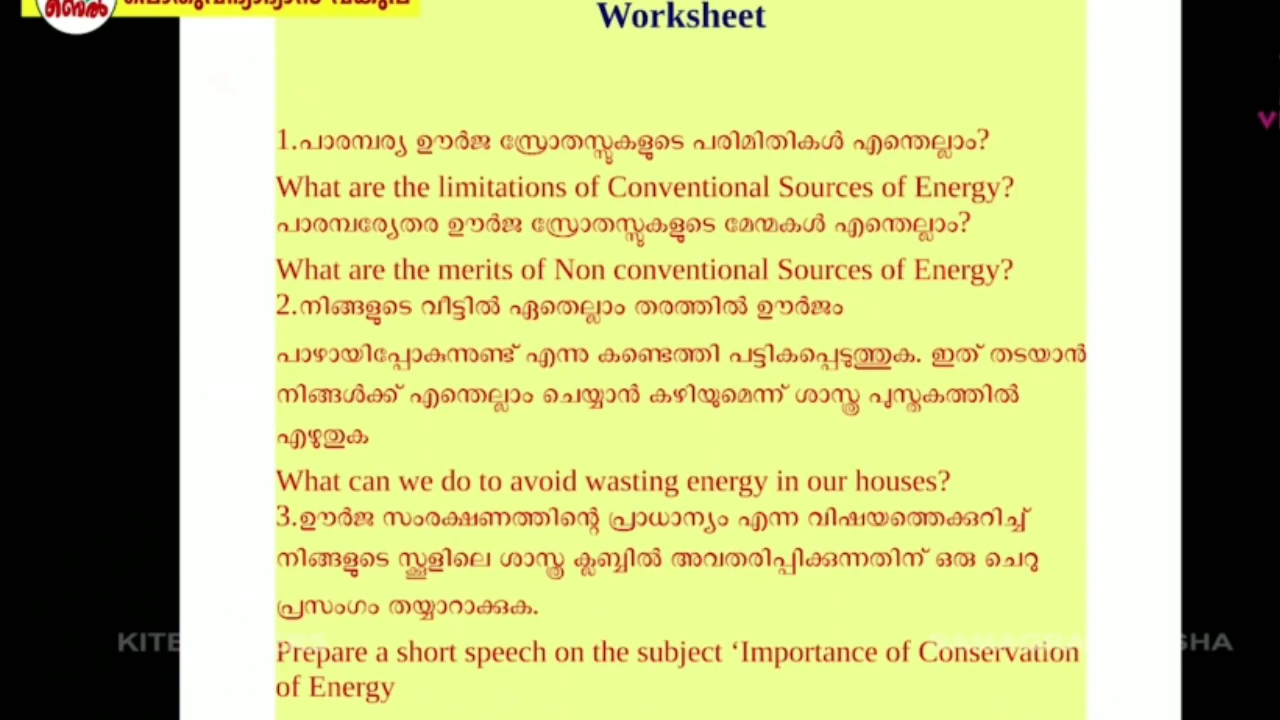 പൊതുവിദ്യാഭ്യാസ വകുപ്പ്
Worksheet
1.പാരമ്പര്യ ഊർജ സ്രോതസ്സുകളുടെ പരിമിതികൾ എന്തെല്ലാം?
What are the limitations of Conventional Sources of Energy?
പാരമ്പര്യേതര ഊർജ സ്രോതസ്സുകളുടെ മേന്മകൾ എന്തെല്ലാം?
What are the merits of Non conventional Sources of Energy?
2.നിങ്ങളുടെ വീട്ടിൽ ഏതെല്ലാം തരത്തിൽ ഊർജം
പാഴായിപ്പോകുന്നുണ്ട് എന്നു കണ്ടെത്തി പട്ടികപ്പെടുത്തുക. ഇത് തടയാൻ
നിങ്ങൾക്ക് എന്തെല്ലാം ചെയ്യാൻ കഴിയുമെന്ന് ശാസ്ത്ര പുസ്തകത്തിൽ
എഴുതുക
What can we do to avoid wasting energy in our houses?
3.ഊർജ സംരക്ഷണത്തിന്റെ പ്രാധാന്യം എന്ന വിഷയത്തെക്കുറിച്ച്
നിങ്ങളുടെ സ്കൂളിലെ ശാസ്ത്ര ക്ലബ്ബിൽ അവതരിപ്പിക്കുന്നതിന് ഒരു ചെറു
പ്രസംഗം തയ്യാറാക്കുക.
KITE
Prepare a short speech on the subject ‘Importance of Conservation
of Energy